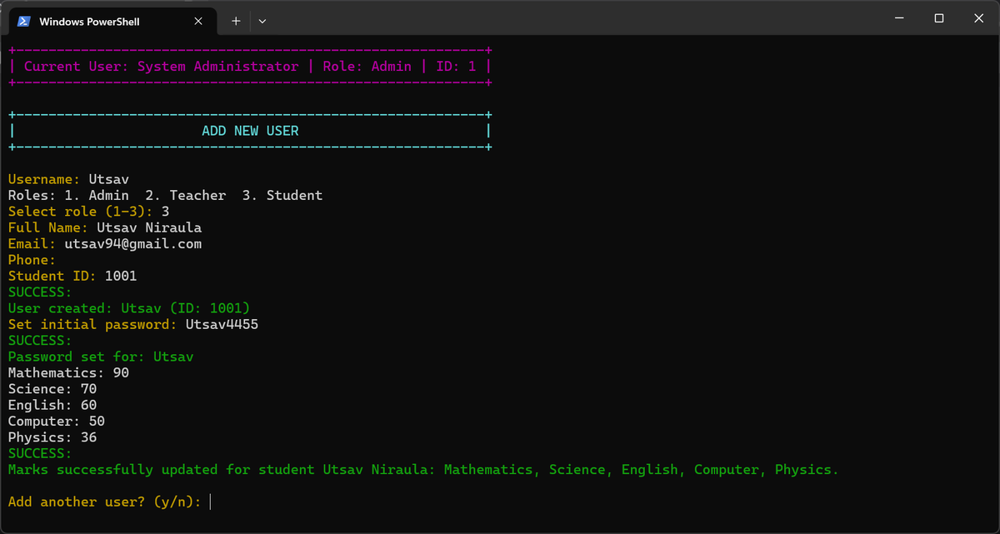 Windows PowerShell
| Current User: System Administrator | Role: Admin | ID: 1 |
| ADD NEW USER |
Username: Utsav
Roles: 1. Admin  2. Teacher  3. Student
Select role (1-3): 3
Full Name: Utsav Niraula
Email: utsav94@gmail.com
Phone:
Student ID: 1001
SUCCESS:
User created: Utsav (ID: 1001)
Set initial password: Utsav4455
SUCCESS:
Password set for: Utsav
Mathematics: 90
Science: 70
English: 60
Computer: 50
Physics: 36
SUCCESS:
Marks successfully updated for student Utsav Niraula: Mathematics, Science, English, Computer, Physics.
Add another user? (y/n):